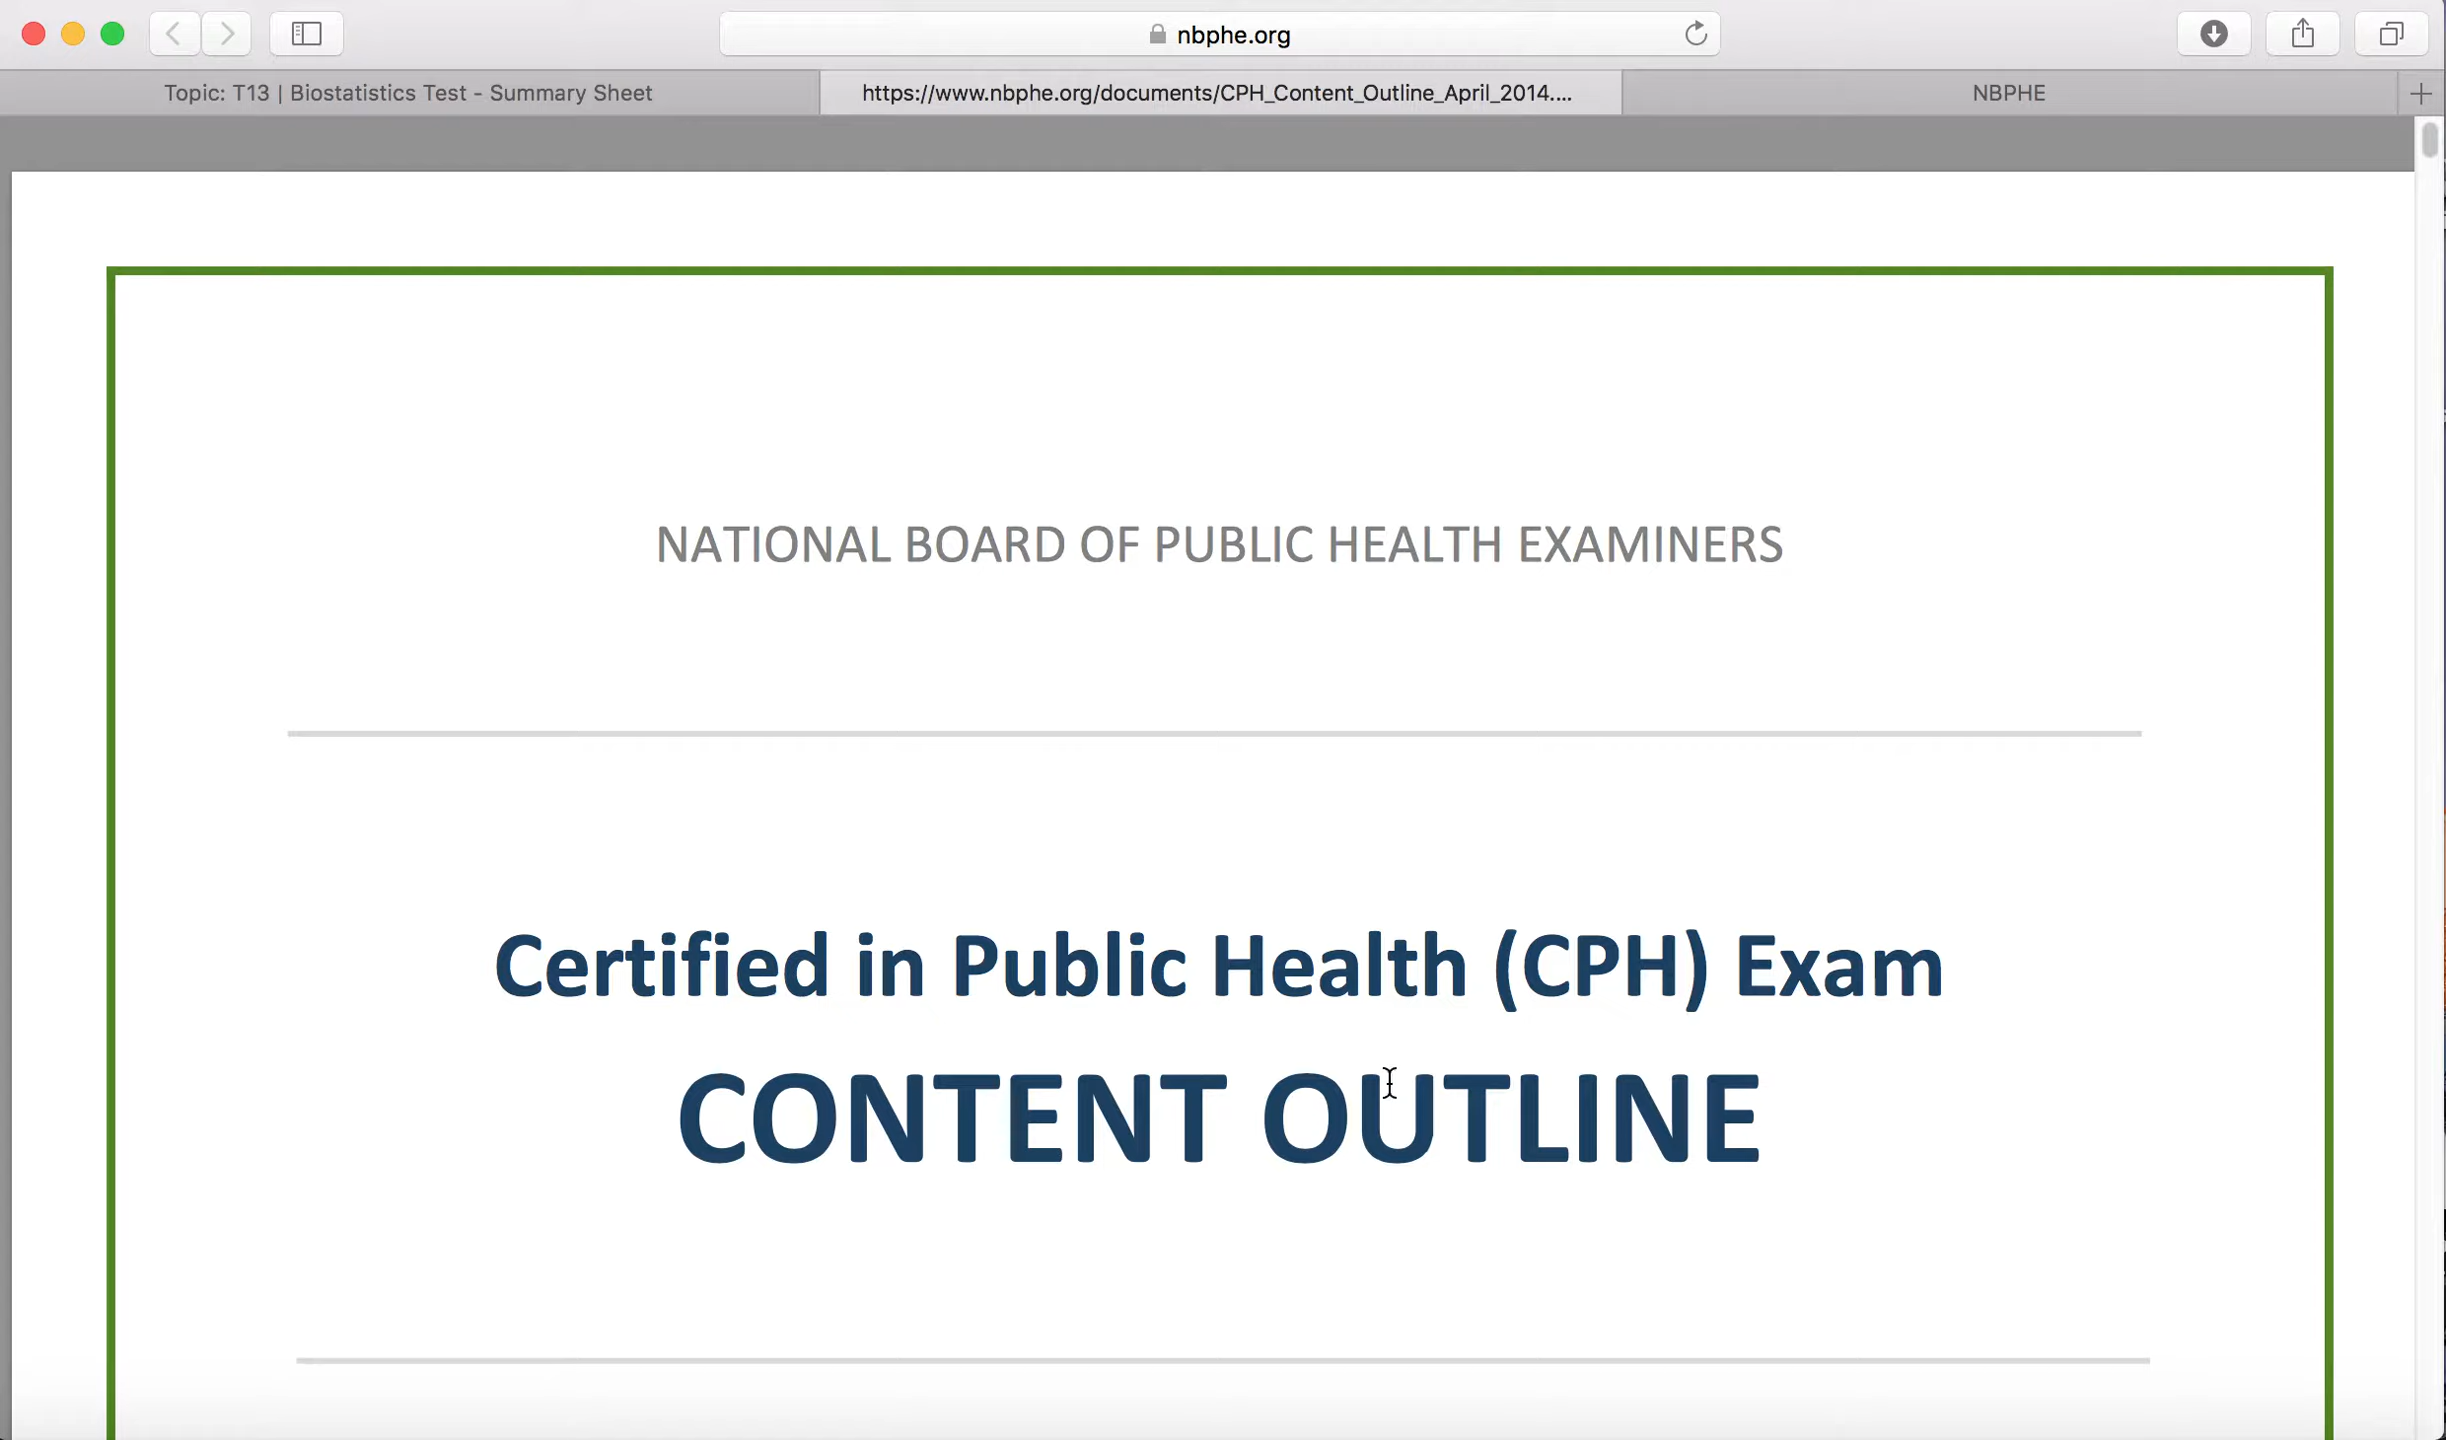 nbphe.org
Topic: T13 | Biostatistics Test - Summary Sheet
https://www.nbphe.org/documents/CPH_Content_Outline_April_2014....
NBPHE
NATIONAL BOARD OF PUBLIC HEALTH EXAMINERS
Certified in Public Health (CPH) Exam
CONTENT OUTLINE